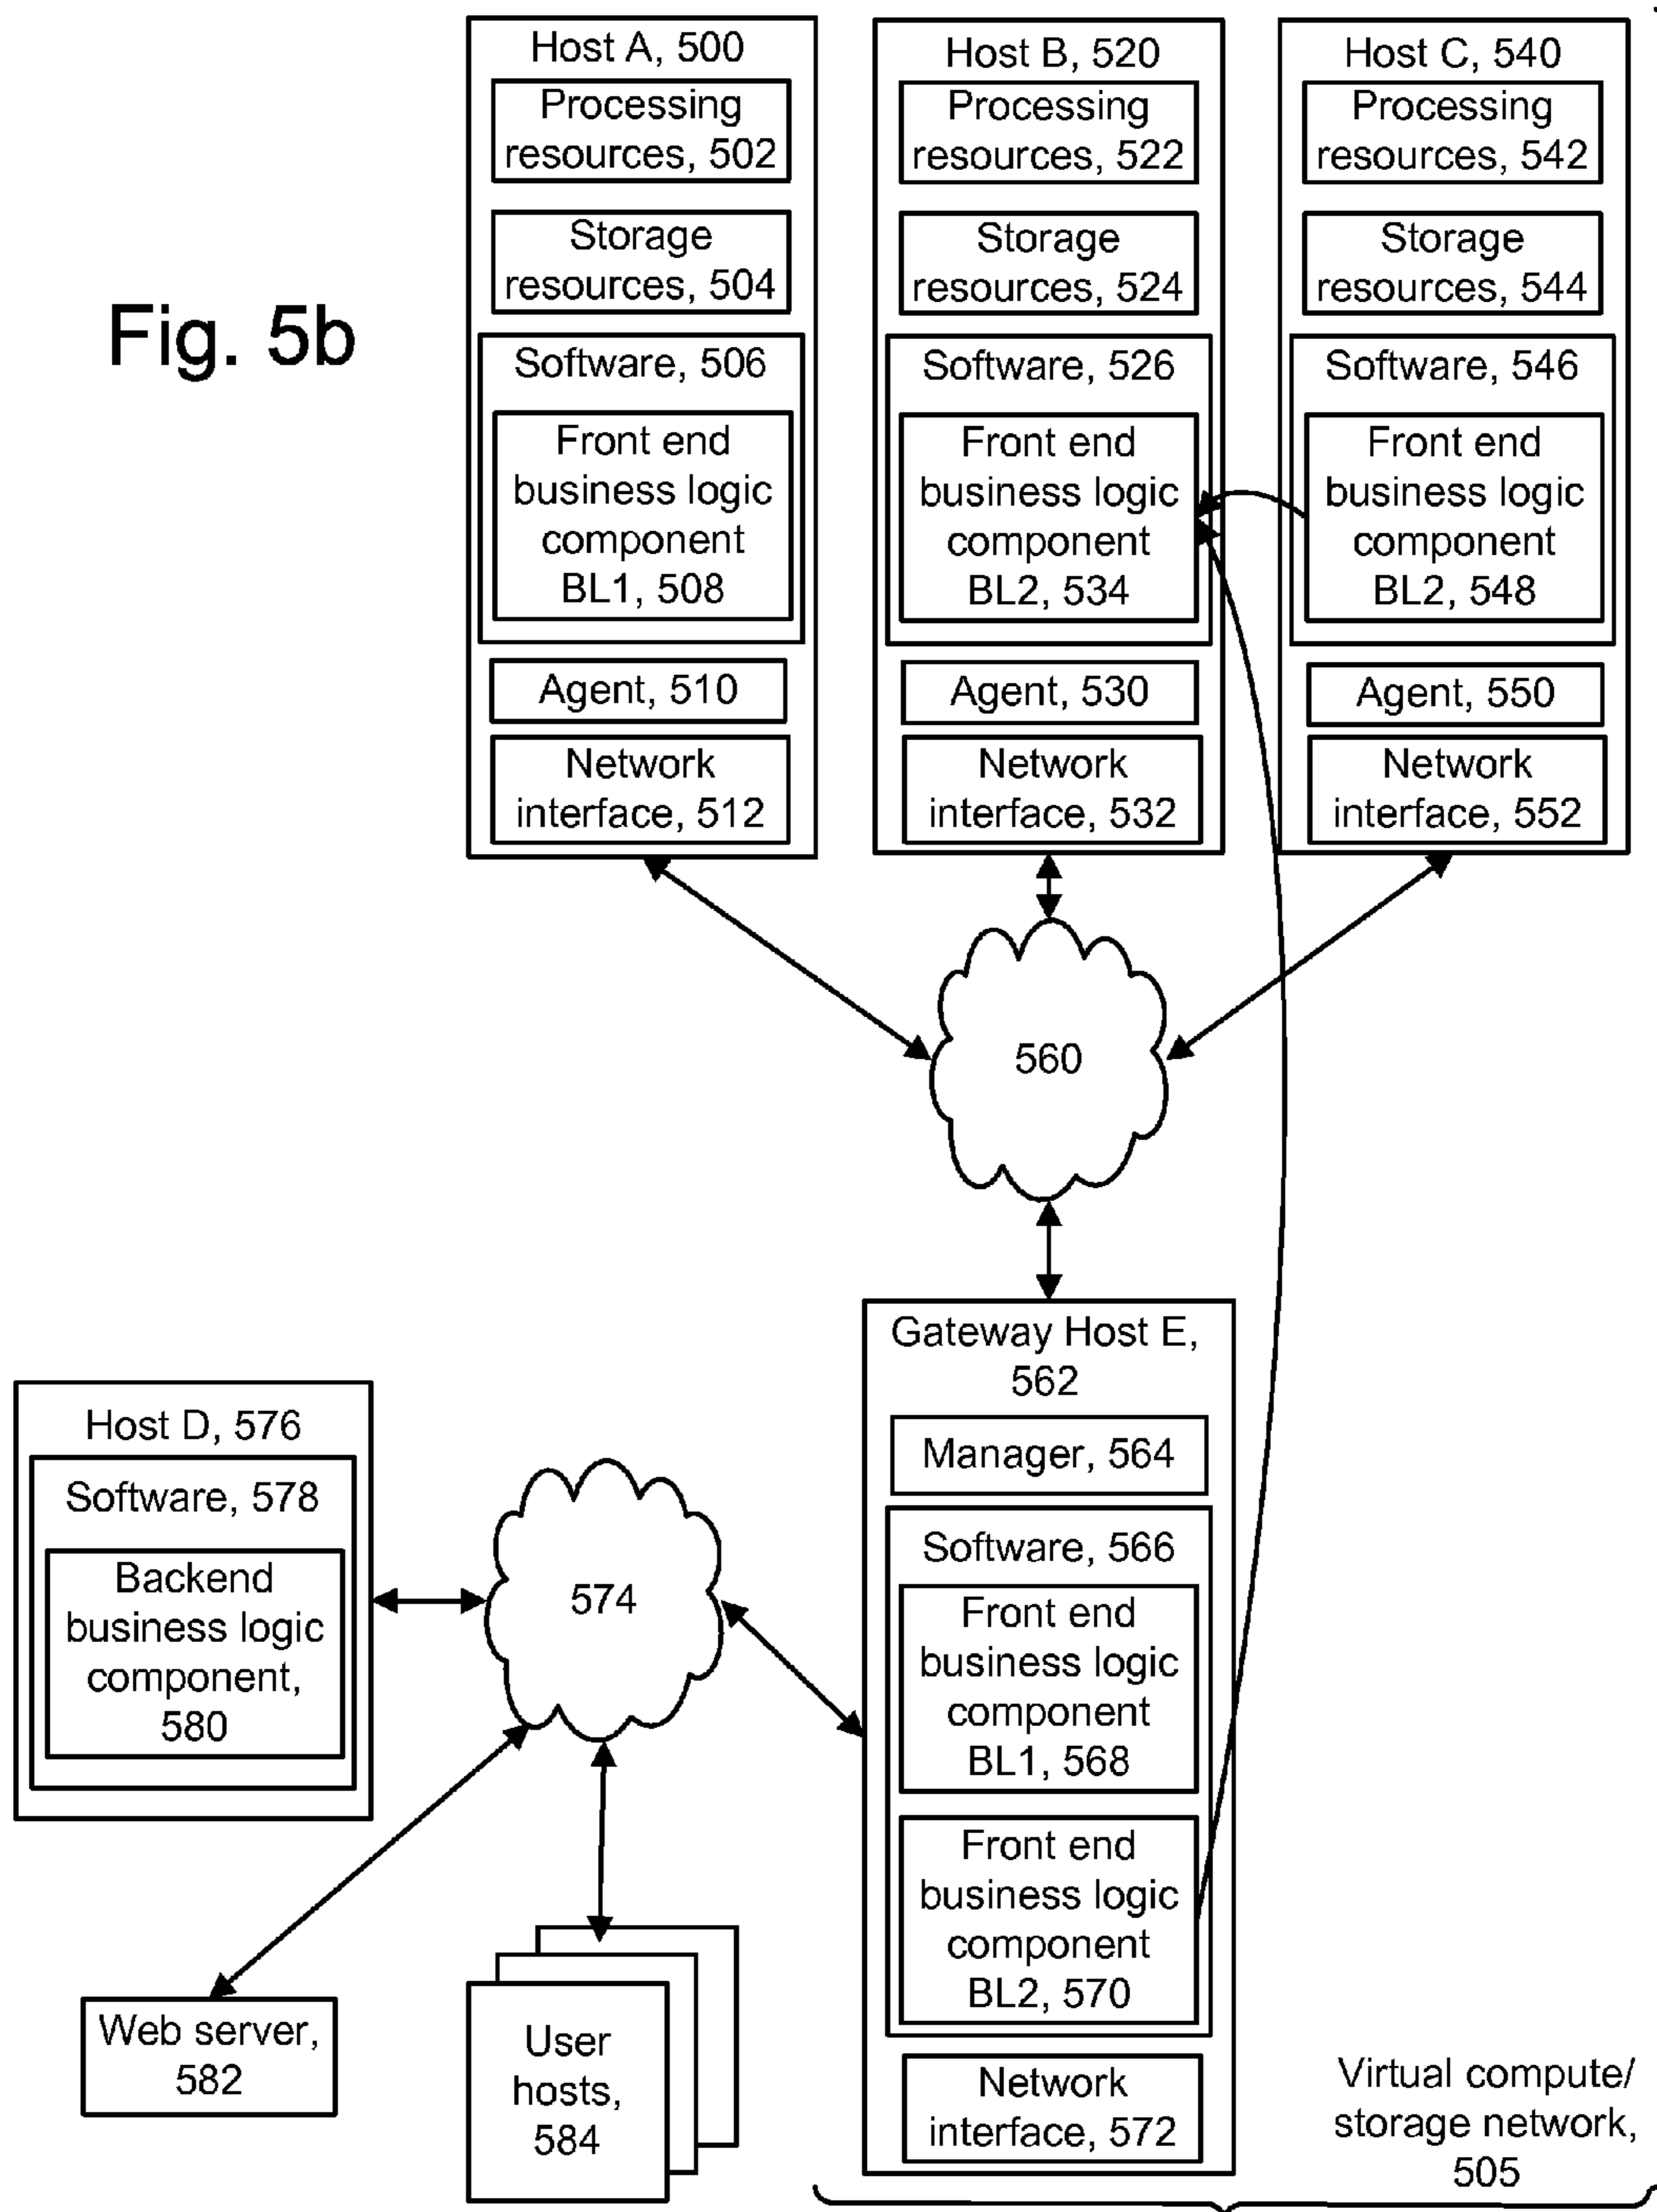 Fig. 5b
Host A, 500
Processing
resources, 502
Storage
resources, 504
Software, 506
Front end
business logic
component
BL1, 508
Agent, 510
Network
interface, 512
Host B, 520
Processing
resources, 522
Storage
resources, 524
Software, 526
Front end
business logic
component
BL2, 534
Agent, 530
Network
interface, 532
Host C, 540
Processing
resources, 542
Storage
resources, 544
Software, 546
Front end
business logic
component
BL2, 548
Agent, 550
Network
interface, 552
560
Gateway Host E,
562
Manager, 564
Software, 566
Front end
business logic
component
BL1, 568
Front end
business logic
component
BL2, 570
Network
interface, 572
Host D, 576
Software, 578
Backend
business logic
component,
580
574
Web server,
582
User
hosts,
584
Virtual compute/
storage network,
505